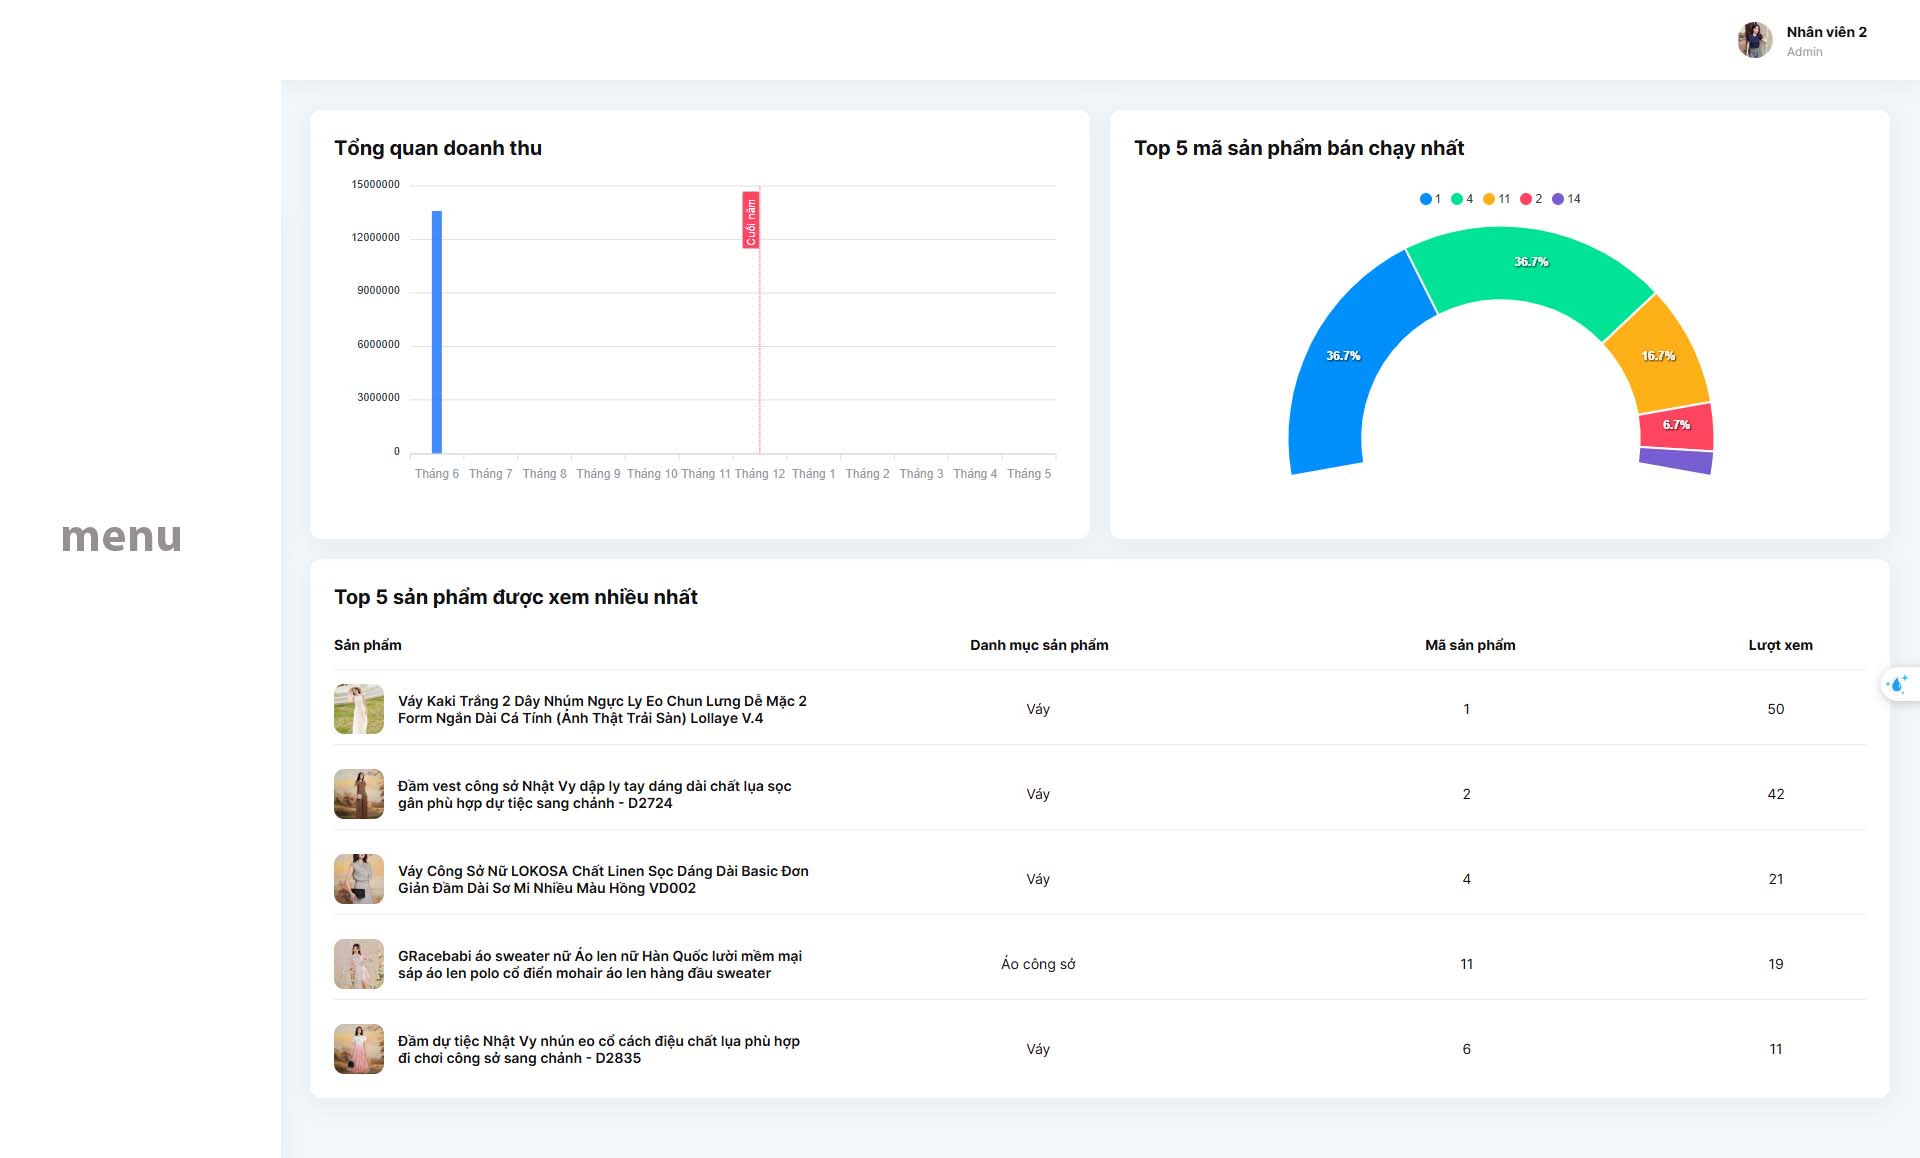 Nhân viên 2
Admin
menu
Tổng quan doanh thu
15000000
12000000
9000000
6000000
3000000
0
Cuối năm
Tháng 6 Tháng 7 Tháng 8 Tháng 9 Tháng 10 Tháng 11 Tháng 12 Tháng 1 Tháng 2 Tháng 3 Tháng 4 Tháng 5
Top 5 mã sản phẩm bán chạy nhất
1 4 11 2 14
36.7%
36.7%
16.7%
6.7%
Top 5 sản phẩm được xem nhiều nhất
Sản phẩm Danh mục sản phẩm Mã sản phẩm Lượt xem
Váy Kaki Trắng 2 Dây Nhúm Ngực Ly Eo Chun Lưng Dễ Mặc 2
Form Ngắn Dài Cá Tính (Ảnh Thật Trải Sàn) Lollaye V.4
Váy 1 50
Đầm vest công sở Nhật Vy dập ly tay dáng dài chất lụa sọc
gân phù hợp dự tiệc sang chảnh - D2724
Váy 2 42
Váy Công Sở Nữ LOKOSA Chất Linen Sọc Dáng Dài Basic Đơn
Giản Đầm Dài Sơ Mi Nhiều Màu Hồng VD002
Váy 4 21
GRacebabi áo sweater nữ Áo len nữ Hàn Quốc lười mềm mại
sáp áo len polo cổ điển mohair áo len hàng đầu sweater
Áo công sở 11 19
Đầm dự tiệc Nhật Vy nhún eo cổ cách điệu chất lụa phù hợp
đi chơi công sở sang chảnh - D2835
Váy 6 11